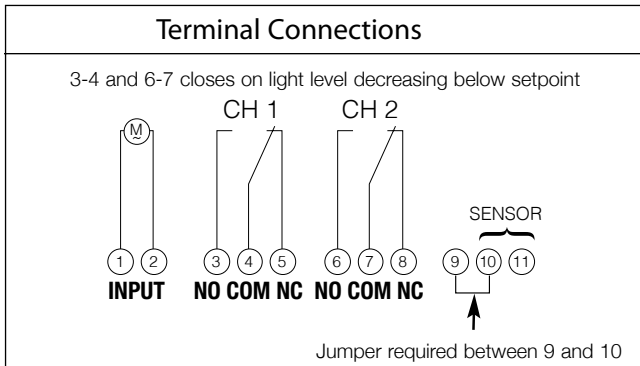 Terminal Connections
3-4 and 6-7 closes on light level decreasing below setpoint
CH 1 CH 2
M
~
SENSOR
1 2 3 4 5 6 7 8 9 10 11
INPUT NO COM NC NO COM NC
Jumper required between 9 and 10